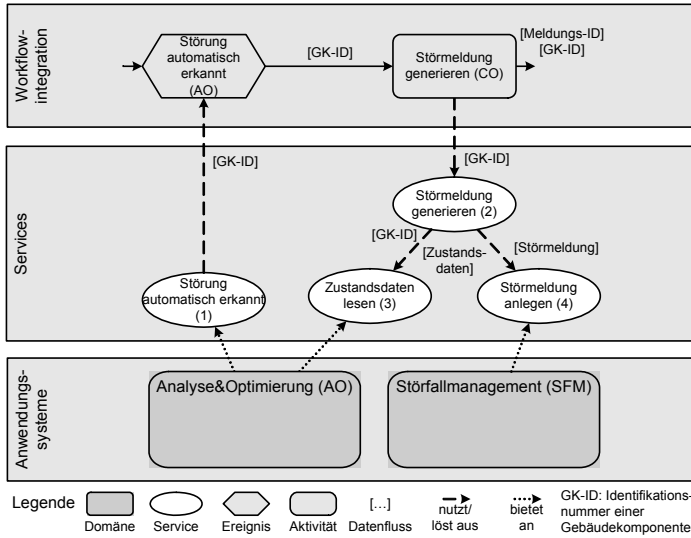 Workflow-
integration
Störung
automatisch
erkannt
(AO)
[GK-ID]
Störmeldung
generieren (CO)
[Meldungs-ID]
[GK-ID]
Services
[GK-ID]
[GK-ID]
Störmeldung
generieren (2)
[GK-ID]
[Zustands-
daten]
[Störmeldung]
Störung
automatisch erkannt
(1)
Zustandsdaten
lesen (3)
Störmeldung
anlegen (4)
Anwendungs-
systeme
Analyse&Optimierung (AO)
Störfallmanagement (SFM)
Legende
Domäne
Service
Ereignis
Aktivität
[...]
Datenfluss
nutzt/
löst aus
bietet
an
GK-ID: Identifikations-
nummer einer
Gebäudekomponente